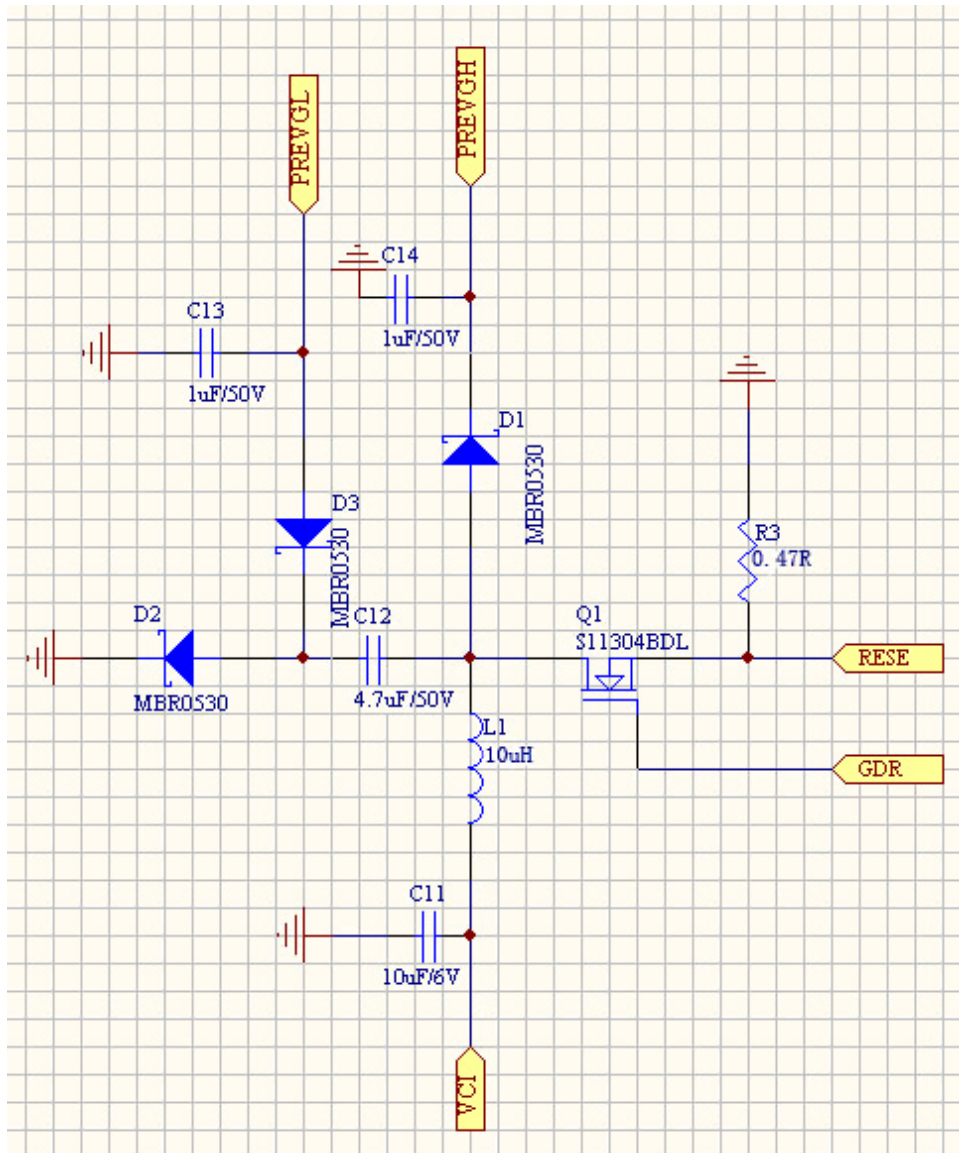 PREVGL
PREVGH
C14
1uF/50V
C13
1uF/50V
D1
MBR0530
D3
MBR0530
R3
0.47R
D2
MBR0530
C12
4.7uF/50V
Q1
S11304BDL
RESE
GDR
L1
10uH
C11
10uF/6V
VCI